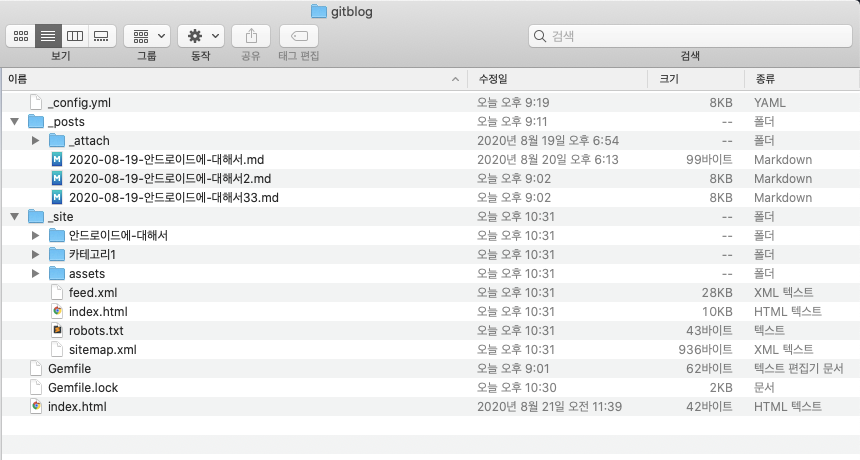 gitblog
검색
보기 그룹 동작 공유 태그 편집 검색
이름 수정일 크기 종류
_config.yml 오늘 오후 9:19 8KB YAML
_posts 오늘 오후 9:11 -- 폴더
_attach 2020년 8월 19일 오후 6:54 -- 폴더
2020-08-19-안드로이드에-대해서.md 2020년 8월 20일 오후 6:13 99바이트 Markdown
2020-08-19-안드로이드에-대해서2.md 오늘 오후 9:02 8KB Markdown
2020-08-19-안드로이드에-대해서33.md 오늘 오후 9:02 8KB Markdown
_site 오늘 오후 10:31 -- 폴더
안드로이드에-대해서 오늘 오후 10:31 -- 폴더
카테고리1 오늘 오후 10:31 -- 폴더
assets 오늘 오후 10:31 -- 폴더
feed.xml 오늘 오후 10:31 28KB XML 텍스트
index.html 오늘 오후 10:31 10KB HTML 텍스트
robots.txt 오늘 오후 10:31 43바이트 텍스트
sitemap.xml 오늘 오후 10:31 936바이트 XML 텍스트
Gemfile 오늘 오후 9:01 62바이트 텍스트 편집기 문서
Gemfile.lock 오늘 오후 10:30 2KB 문서
index.html 2020년 8월 21일 오전 11:39 42바이트 HTML 텍스트